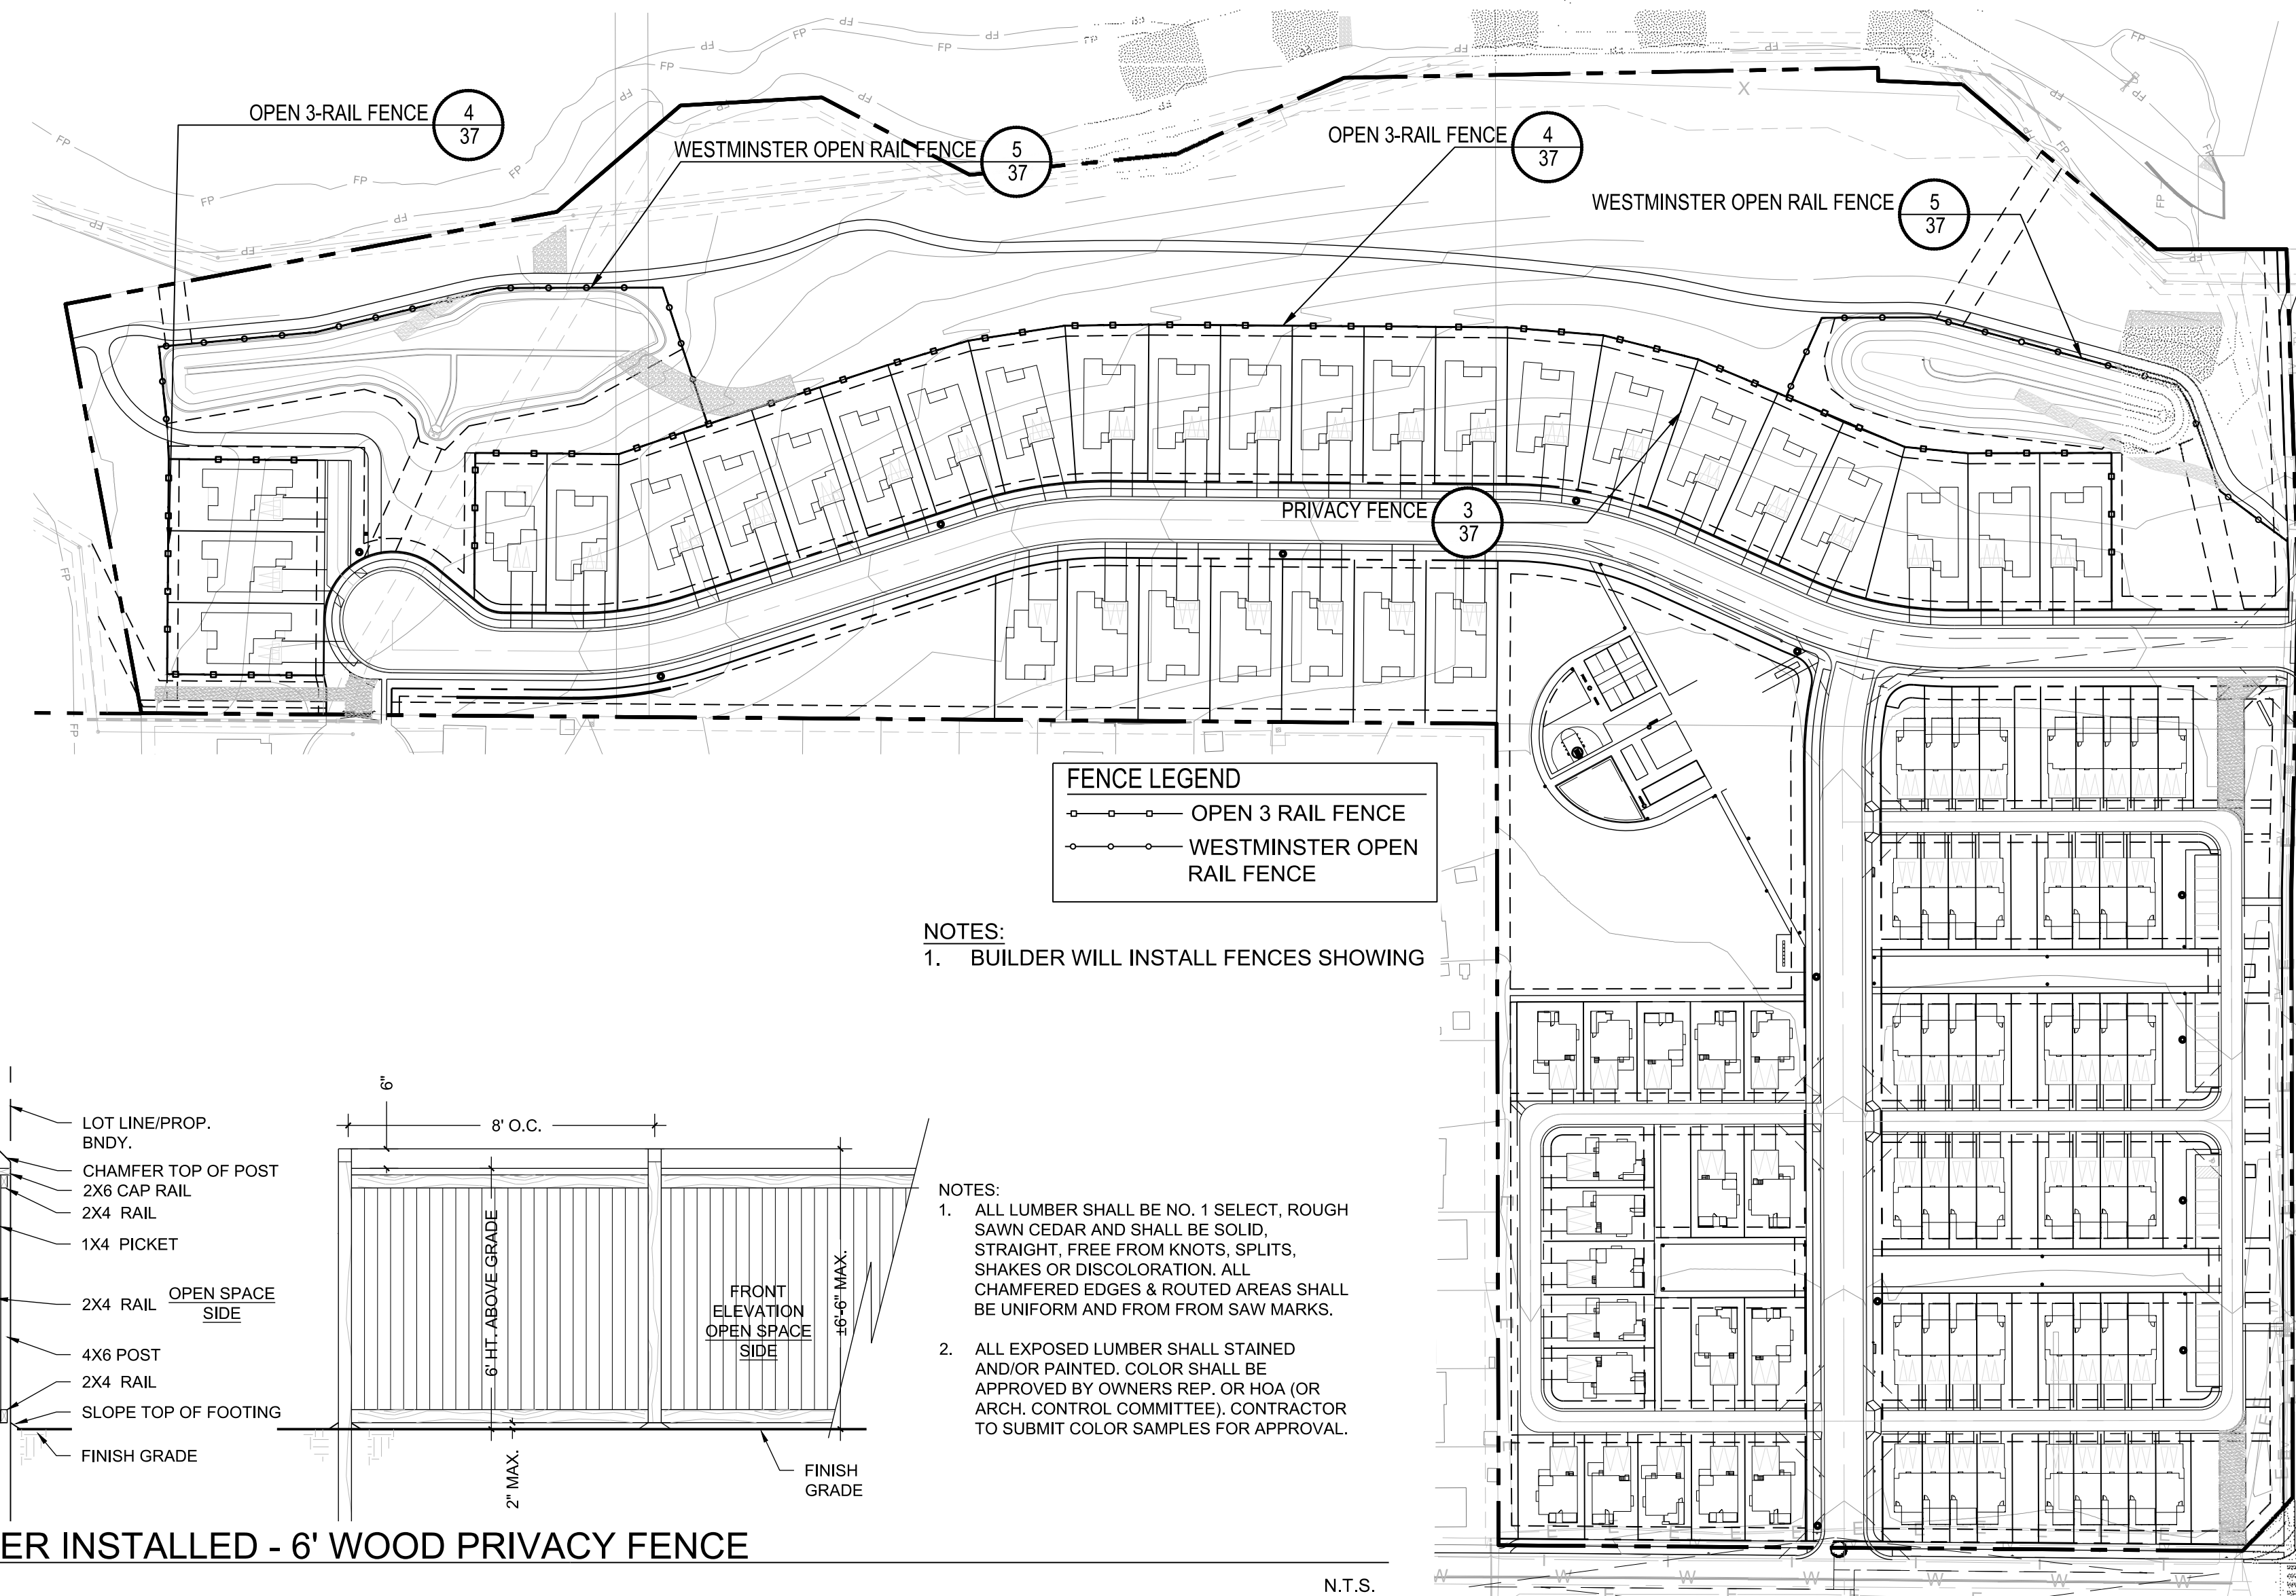 OPEN 3-RAIL FENCE
4
37
WESTMINSTER OPEN RAIL FENCE
5
37
OPEN 3-RAIL FENCE
4
37
WESTMINSTER OPEN RAIL FENCE
5
37
PRIVACY FENCE
3
37
FENCE LEGEND
OPEN 3 RAIL FENCE
WESTMINSTER OPEN
RAIL FENCE
NOTES:
1. BUILDER WILL INSTALL FENCES SHOWING
LOT LINE/PROP.
BNDY.
CHAMFER TOP OF POST
2X6 CAP RAIL
2X4 RAIL
1X4 PICKET
2X4 RAIL
OPEN SPACE
SIDE
4X6 POST
2X4 RAIL
SLOPE TOP OF FOOTING
FINISH GRADE
6"
8' O.C.
6' HT. ABOVE GRADE
FRONT
ELEVATION
OPEN SPACE
SIDE
±6'-6" MAX.
2" MAX.
FINISH
GRADE
NOTES:
1. ALL LUMBER SHALL BE NO. 1 SELECT, ROUGH
SAWN CEDAR AND SHALL BE SOLID,
STRAIGHT, FREE FROM KNOTS, SPLITS,
SHAKES OR DISCOLORATION. ALL
CHAMFERED EDGES & ROUTED AREAS SHALL
BE UNIFORM AND FROM FROM SAW MARKS.
2. ALL EXPOSED LUMBER SHALL STAINED
AND/OR PAINTED. COLOR SHALL BE
APPROVED BY OWNERS REP. OR HOA (OR
ARCH. CONTROL COMMITTEE). CONTRACTOR
TO SUBMIT COLOR SAMPLES FOR APPROVAL.
ER INSTALLED - 6' WOOD PRIVACY FENCE
N.T.S.